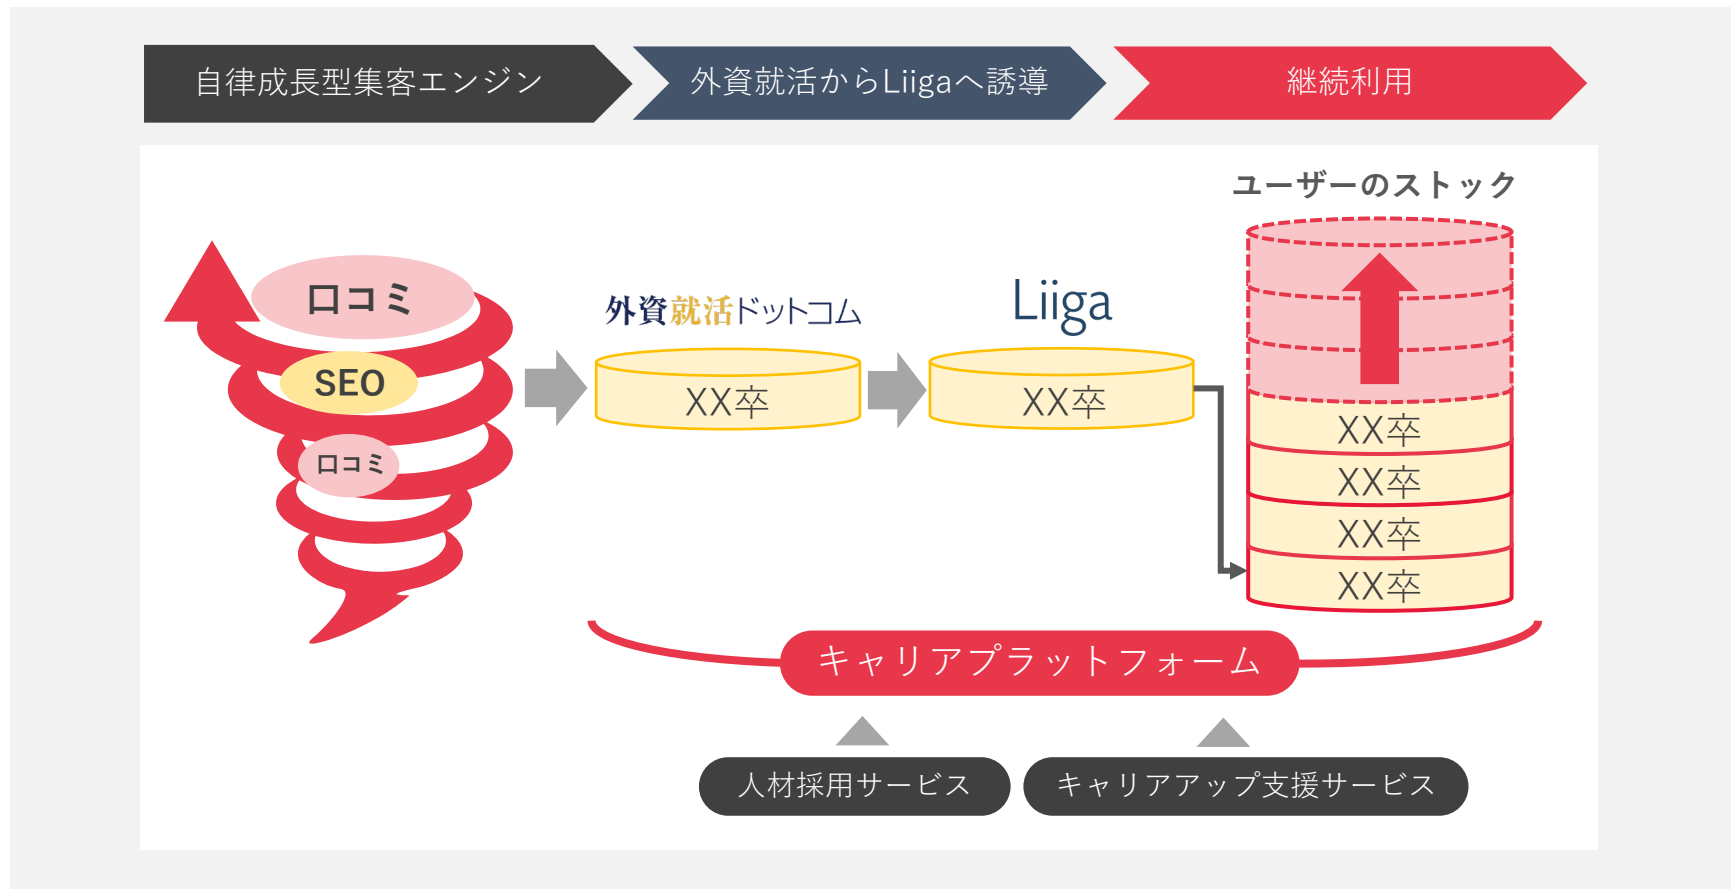 自律成長型集客エンジン
外資就活からLiigaへ誘導
継続利用
ユーザーのストック
口コミ
SEO
口コミ
外資就活ドットコム
XX卒
Liiga
XX卒
XX卒
XX卒
XX卒
XX卒
キャリアプラットフォーム
人材採用サービス
キャリアアップ支援サービス